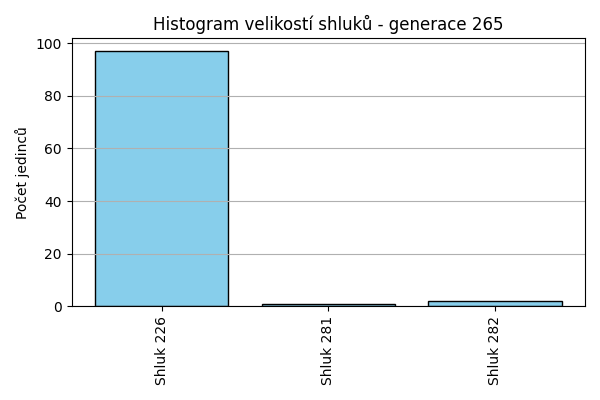 Histogram velikostí shluků - generace 265
Počet jedinců
100
80
60
40
20
0
Shluk 226
Shluk 281
Shluk 282